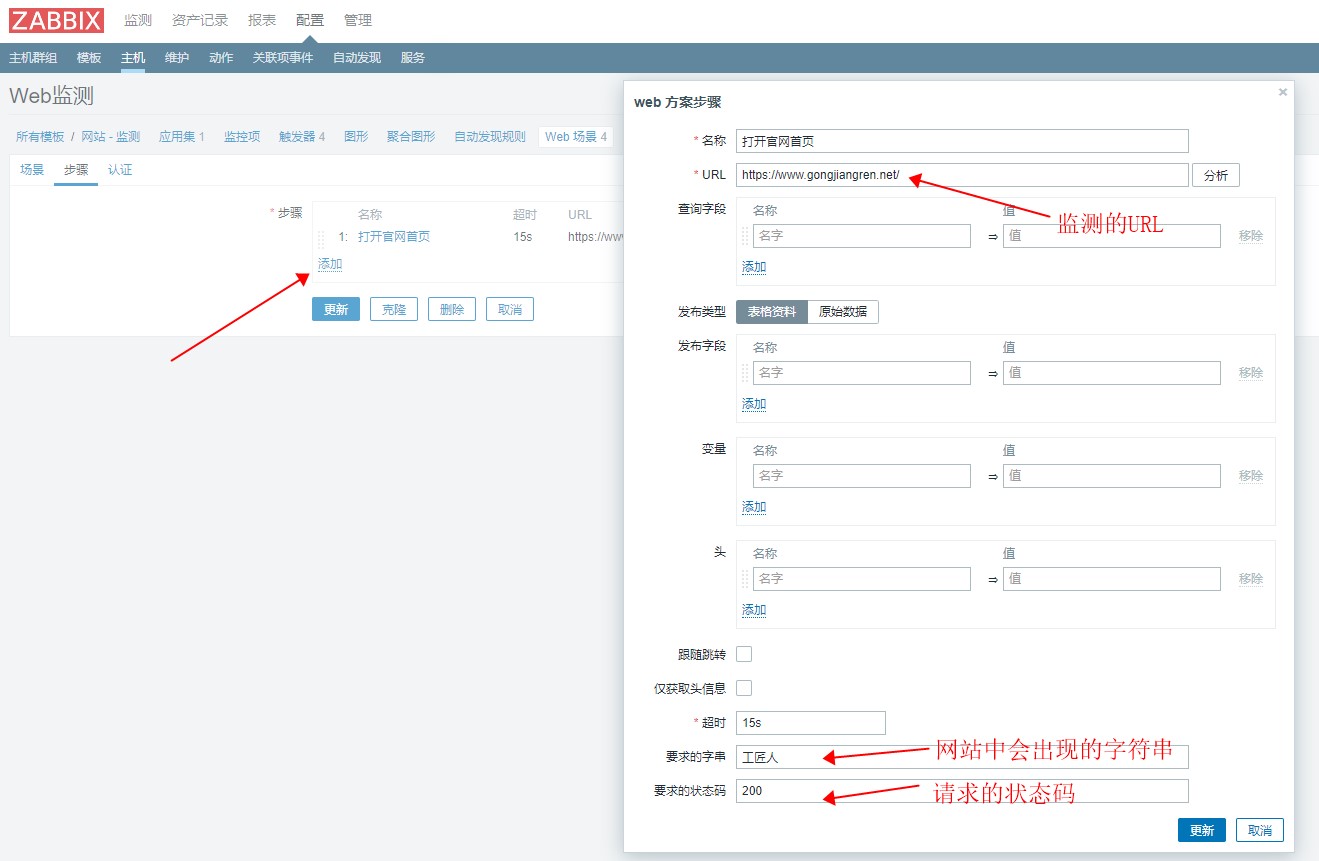 ZABBIX 监测 资产记录 报表 配置 管理
主机群组 模板 主机 维护 动作 关联项事件 自动发现 服务
Web监测
所有模板 / 网站 - 监测 应用集 1 监控项 触发器 4 图形 聚合图形 自动发现规则 Web 场景 4
场景 步骤 认证
* 步骤 名称 超时 URL
1: 打开官网首页 15s https://www
添加
更新 克隆 删除 取消
web 方案步骤 ×
* 名称 打开官网首页
* URL https://www.gongjiangren.net/ 分析
监测的URL
查询字段 名称 值
名字 ⇒ 值 移除
添加
发布类型 表格资料 原始数据
发布字段 名称 值
名字 ⇒ 值 移除
添加
变量 名称 值
名字 ⇒ 值 移除
添加
头 名称 值
名字 ⇒ 值 移除
添加
跟随跳转
仅获取头信息
* 超时 15s
要求的字串 工匠人 网站中会出现的字符串
要求的状态码 200 请求的状态码
更新 取消